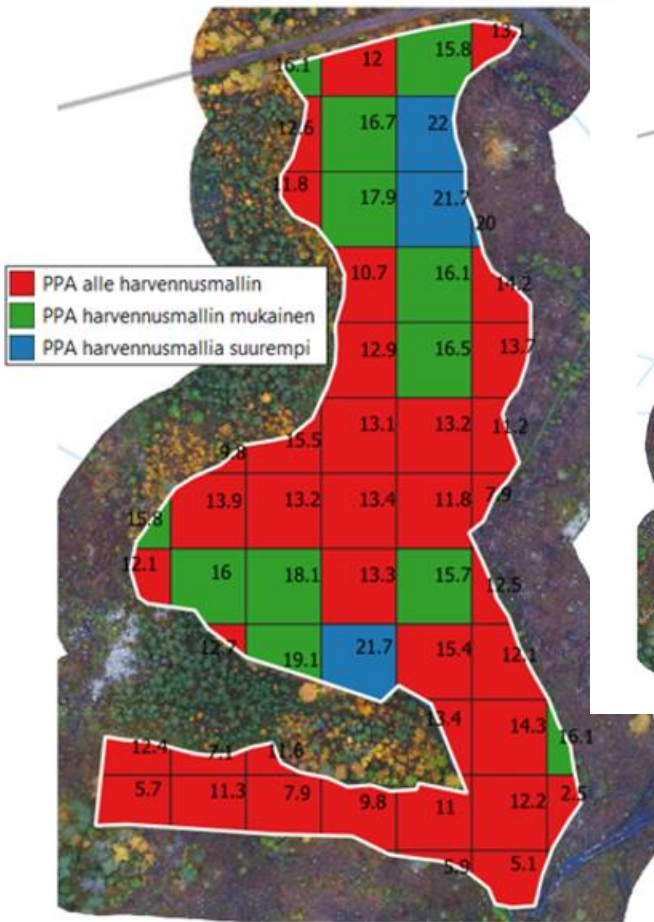 13.1
16.1 12 15.8
12.6 16.7 22
11.8 17.9 21.7
20
10.7 16.1 14.2
PPA alle harvennusmallin
PPA harvennusmallin mukainen
PPA harvennusmallia suurempi
12.9 16.5 13.7
9.8 15.5 13.1 13.2 11.2
15.8 13.9 13.2 13.4 11.8 7.9
12.1 16 18.1 13.3 15.7 12.5
12.7 19.1 21.7 15.4 12.1
13.4 14.3 16.1
12.4 7.1 11.6
5.7 11.3 7.9 9.8 11 12.2 2.5
5.9 5.1